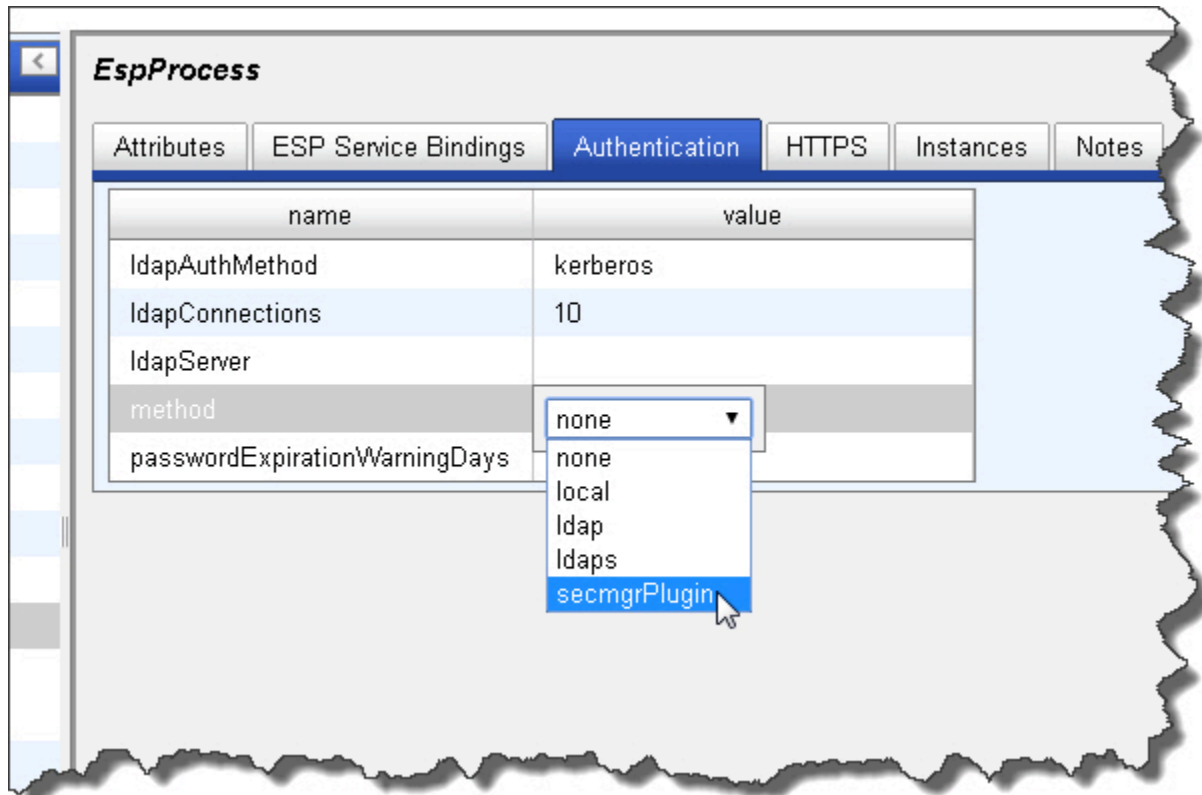 EspProcess
Attributes ESP Service Bindings Authentication HTTPS Instances Notes
name value
ldapAuthMethod kerberos
ldapConnections 10
ldapServer
method none
passwordExpirationWarningDays
none
local
ldap
ldaps
secmgrPlugin